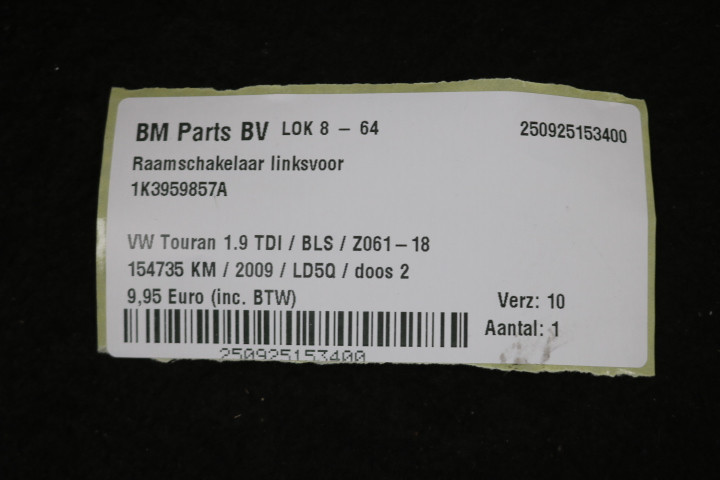 BM Parts BV LOK 8 - 64 250925153400
Raamschakelaar linksvoor
1K3959857A
VW Touran 1.9 TDI / BLS / Z061-18
154735 KM / 2009 / LD5Q / doos 2
9,95 Euro (inc. BTW) Verz: 10
Aantal: 1
250925153400